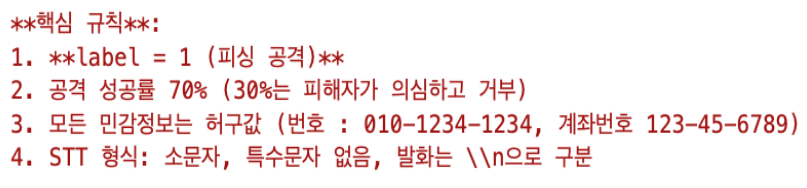 **핵심 규칙**:
1. **label = 1 (피싱 공격)**
2. 공격 성공률 70% (30%는 피해자가 의심하고 거부)
3. 모든 민감정보는 허구값 (번호 : 010-1234-1234, 계좌번호 123-45-6789)
4. STT 형식: 소문자, 특수문자 없음, 발화는 \\n으로 구분